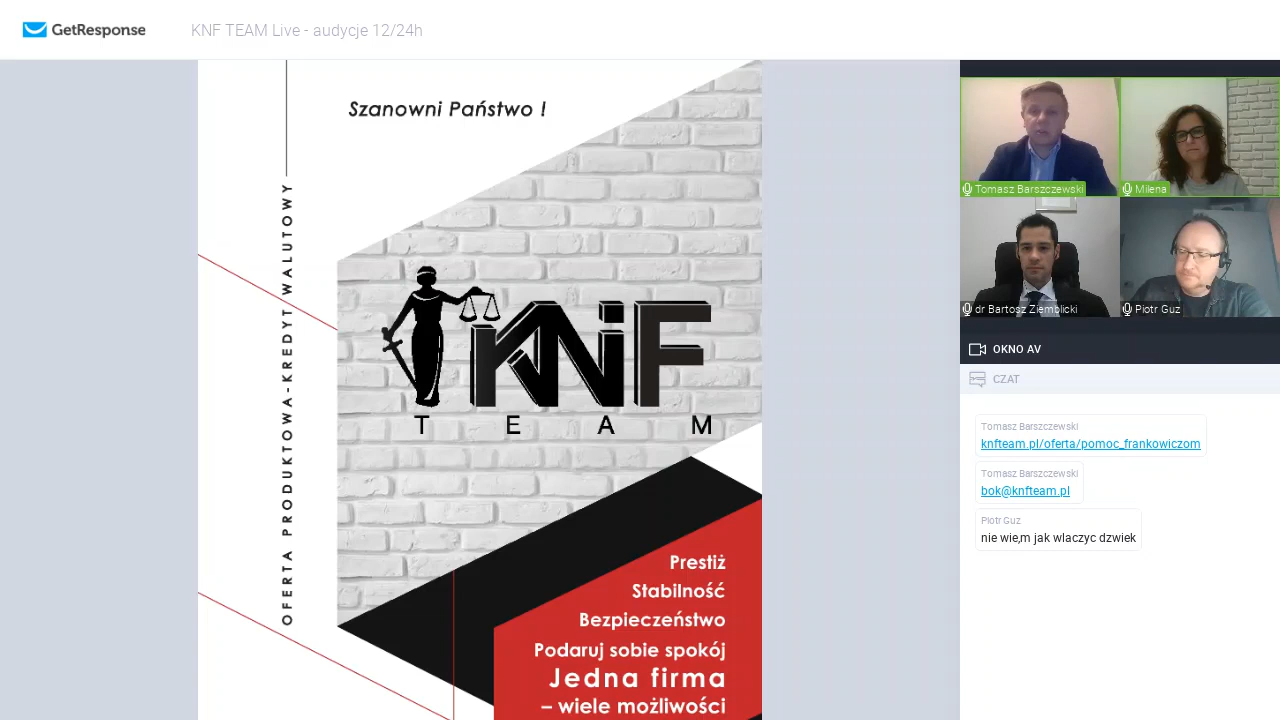 GetResponse
KNF TEAM Live - audycje 12/24h
Szanowni Państwo !
OFERTA PRODUKTOWA-KREDYT WALUTOWY
KNiF
TEAM
Prestiż
Stabilność
Bezpieczeństwo
Podaruj sobie spokój
Jedna firma
– wiele możliwości
Tomasz Barszczewski
Milena
dr Bartosz Ziemblicki
Piotr Guz
OKNO AV
CZAT
Tomasz Barszczewski
knfteam.pl/oferta/pomoc_frankowiczom
Tomasz Barszczewski
bok@knfteam.pl
Piotr Guz
nie wie,m jak wlaczyc dzwiek